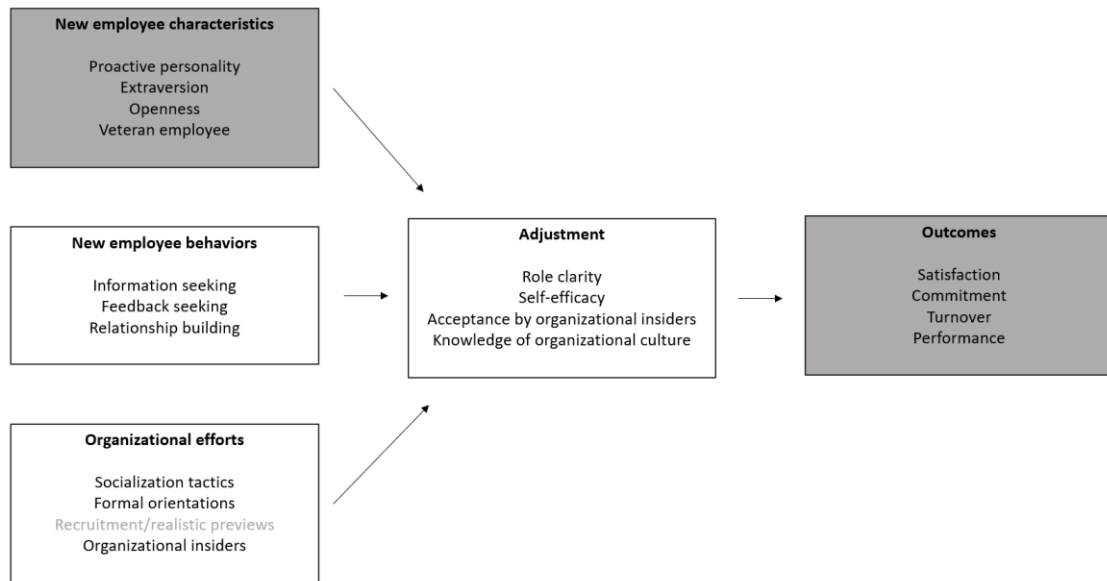 New employee characteristics
Proactive personality
Extraversion
Openness
Veteran employee
New employee behaviors
Information seeking
Feedback seeking
Relationship building
Organizational efforts
Socialization tactics
Formal orientations
Recruitment/realistic previews
Organizational insiders
Adjustment
Role clarity
Self-efficacy
Acceptance by organizational insiders
Knowledge of organizational culture
Outcomes
Satisfaction
Commitment
Turnover
Performance